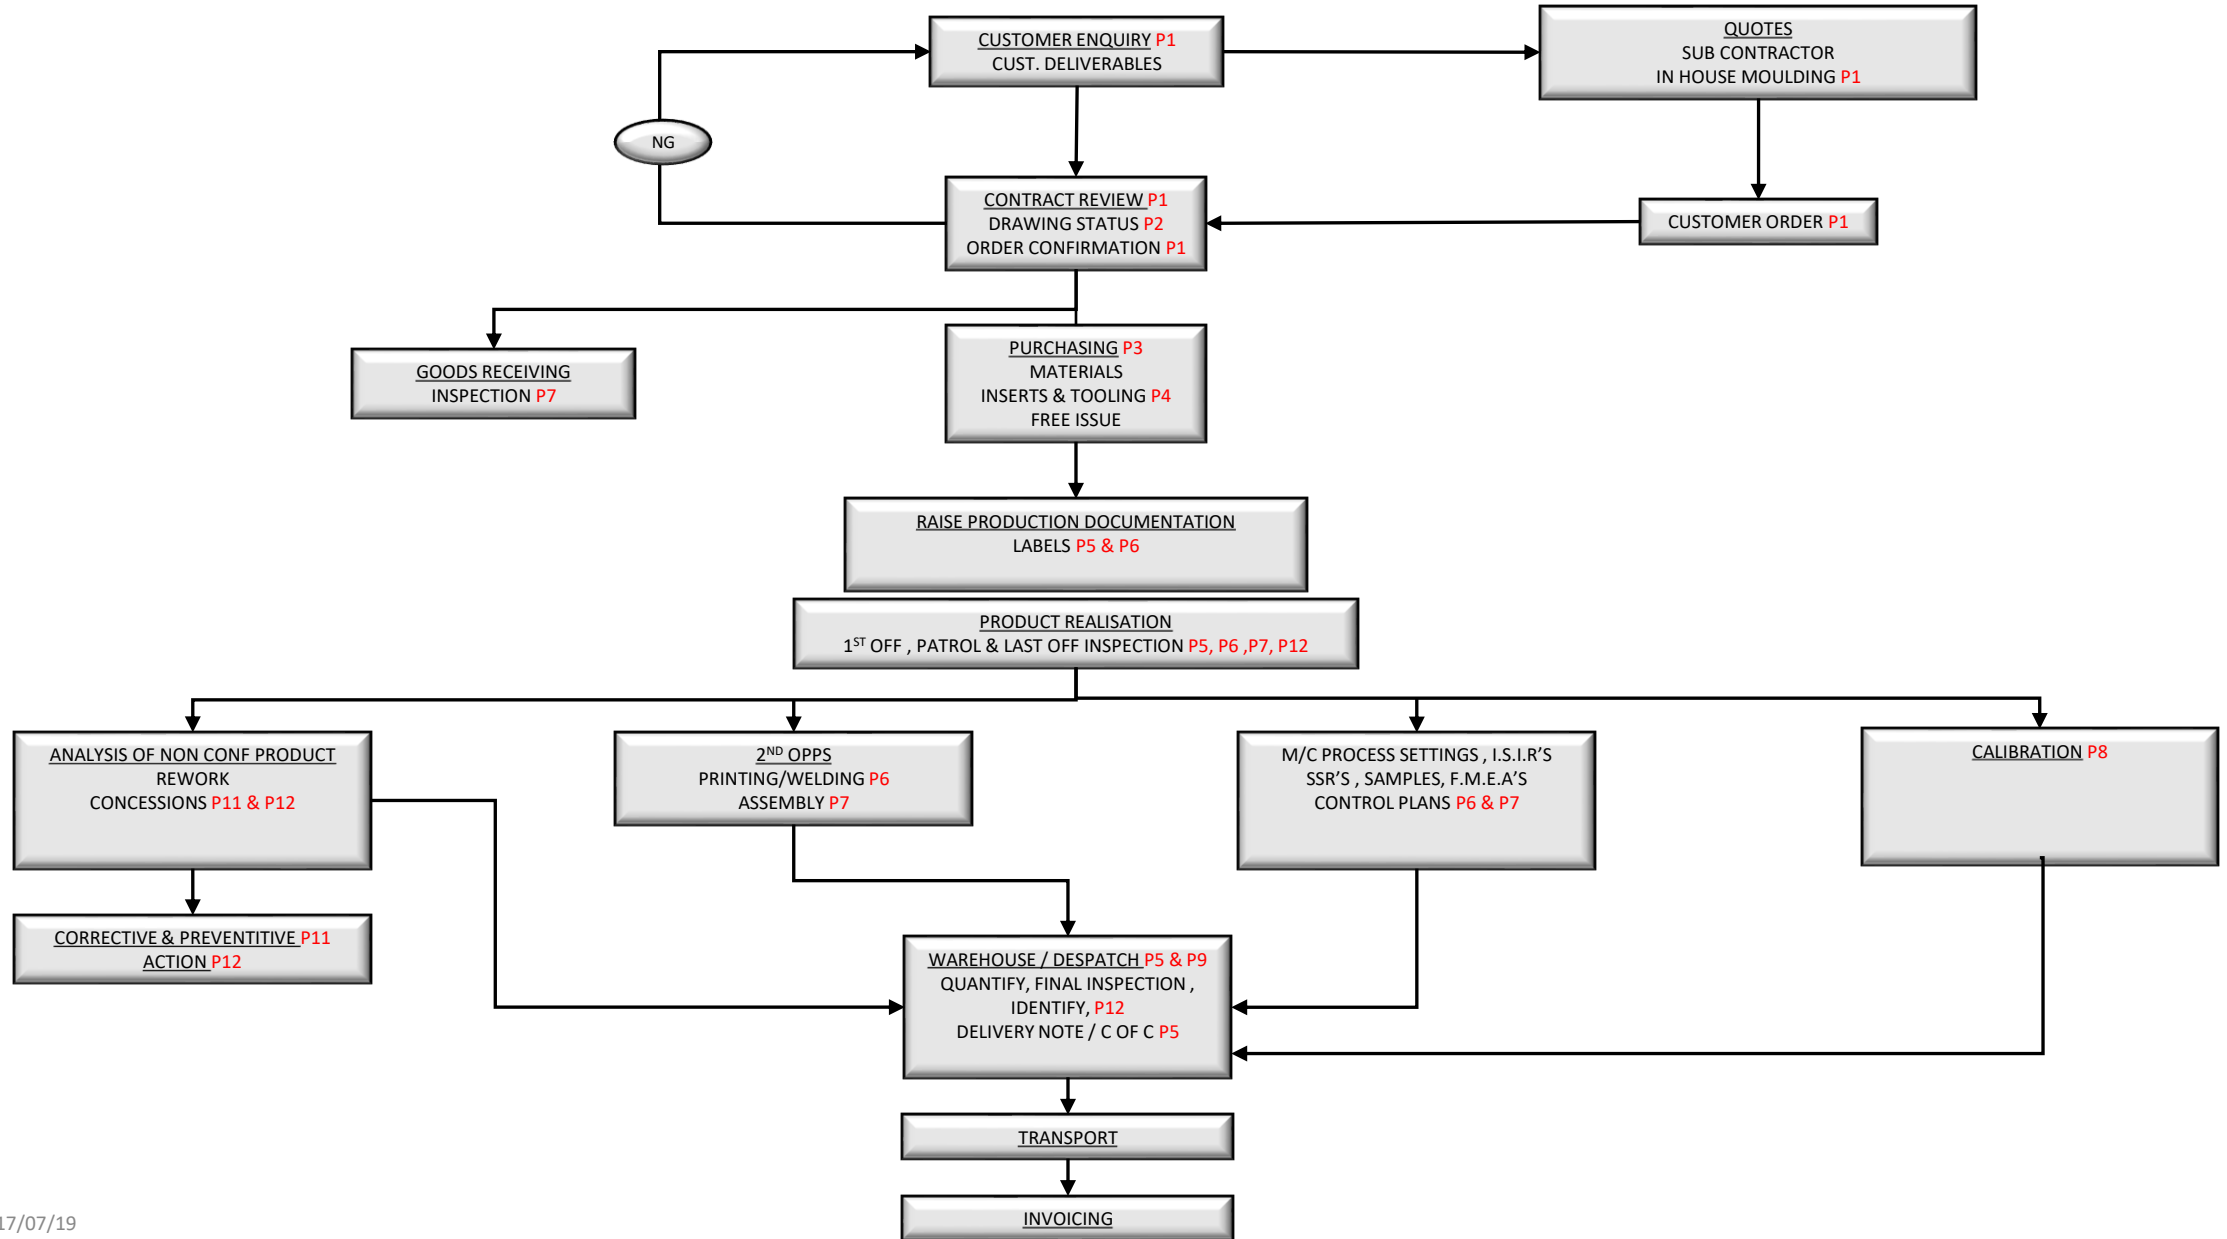 CUSTOMER ENQUIRY P1
CUST. DELIVERABLES
QUOTES
SUB CONTRACTOR
IN HOUSE MOULDING P1
NG
CONTRACT REVIEW P1
DRAWING STATUS P2
ORDER CONFIRMATION P1
CUSTOMER ORDER P1
GOODS RECEIVING
INSPECTION P7
PURCHASING P3
MATERIALS
INSERTS & TOOLING P4
FREE ISSUE
RAISE PRODUCTION DOCUMENTATION
LABELS P5 & P6
PRODUCT REALISATION
1ST OFF , PATROL & LAST OFF INSPECTION P5, P6 ,P7, P12
ANALYSIS OF NON CONF PRODUCT
REWORK
CONCESSIONS P11 & P12
2ND OPPS
PRINTING/WELDING P6
ASSEMBLY P7
M/C PROCESS SETTINGS , I.S.I.R'S
SSR'S , SAMPLES, F.M.E.A'S
CONTROL PLANS P6 & P7
CALIBRATION P8
CORRECTIVE & PREVENTITIVE P11
ACTION P12
WAREHOUSE / DESPATCH P5 & P9
QUANTIFY, FINAL INSPECTION ,
IDENTIFY, P12
DELIVERY NOTE / C OF C P5
TRANSPORT
INVOICING
17/07/19